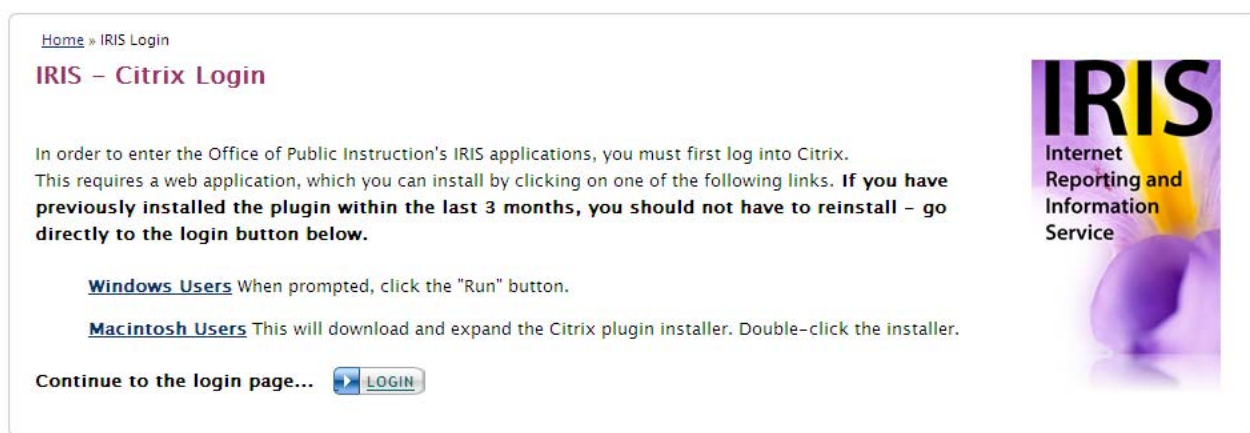 Home » IRIS Login
IRIS – Citrix Login
In order to enter the Office of Public Instruction's IRIS applications, you must first log into Citrix.
This requires a web application, which you can install by clicking on one of the following links. If you have
previously installed the plugin within the last 3 months, you should not have to reinstall – go
directly to the login button below.
Windows Users When prompted, click the "Run" button.
Macintosh Users This will download and expand the Citrix plugin installer. Double-click the installer.
Continue to the login page... LOGIN
IRIS
Internet
Reporting and
Information
Service